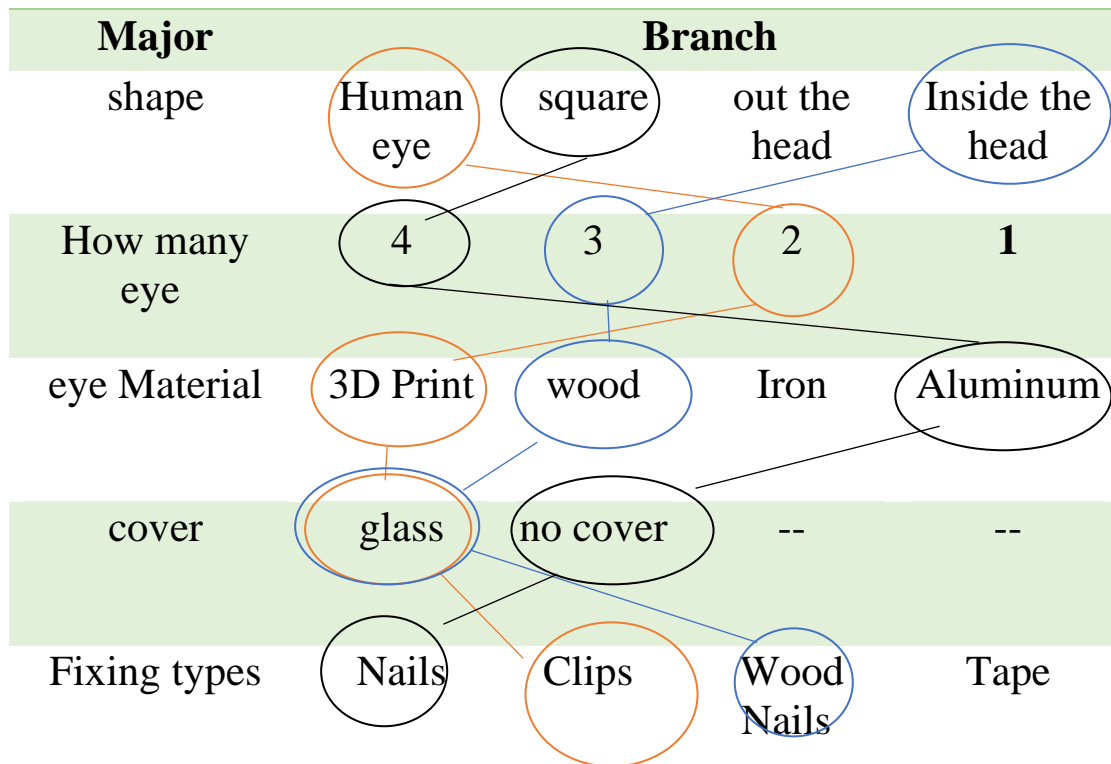 Major Branch
shape Human eye square out the head Inside the head
How many eye 4 3 2 1
eye Material 3D Print wood Iron Aluminum
cover glass no cover -- --
Fixing types Nails Clips Wood Nails Tape